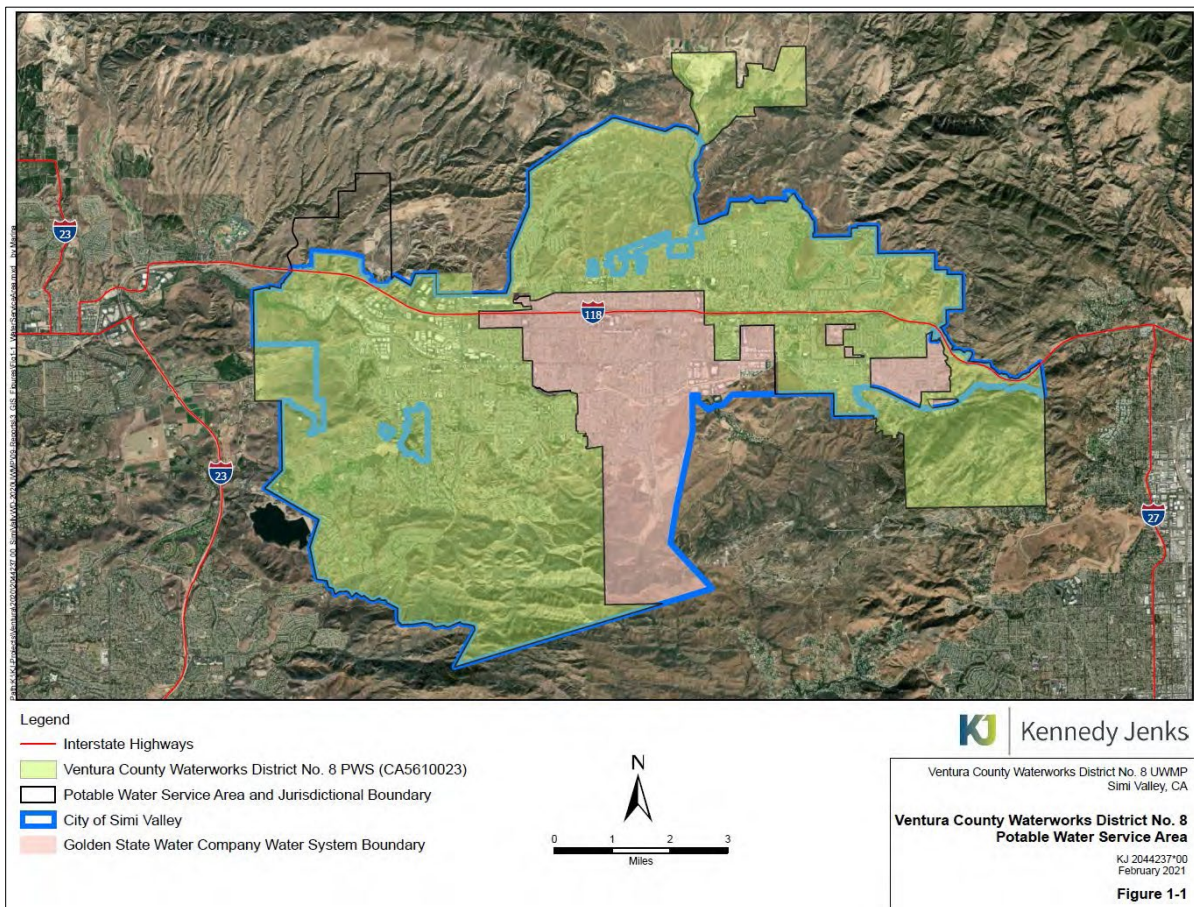 23
118
23
27
Legend
Interstate Highways
Ventura County Waterworks District No. 8 PWS (CA5610023)
Potable Water Service Area and Jurisdictional Boundary
City of Simi Valley
Golden State Water Company Water System Boundary
N
0 1 2 3
Miles
KJ Kennedy Jenks
Ventura County Waterworks District No. 8 UWMP
Simi Valley, CA
Ventura County Waterworks District No. 8
Potable Water Service Area
KJ 2044237*00
February 2021
Figure 1-1